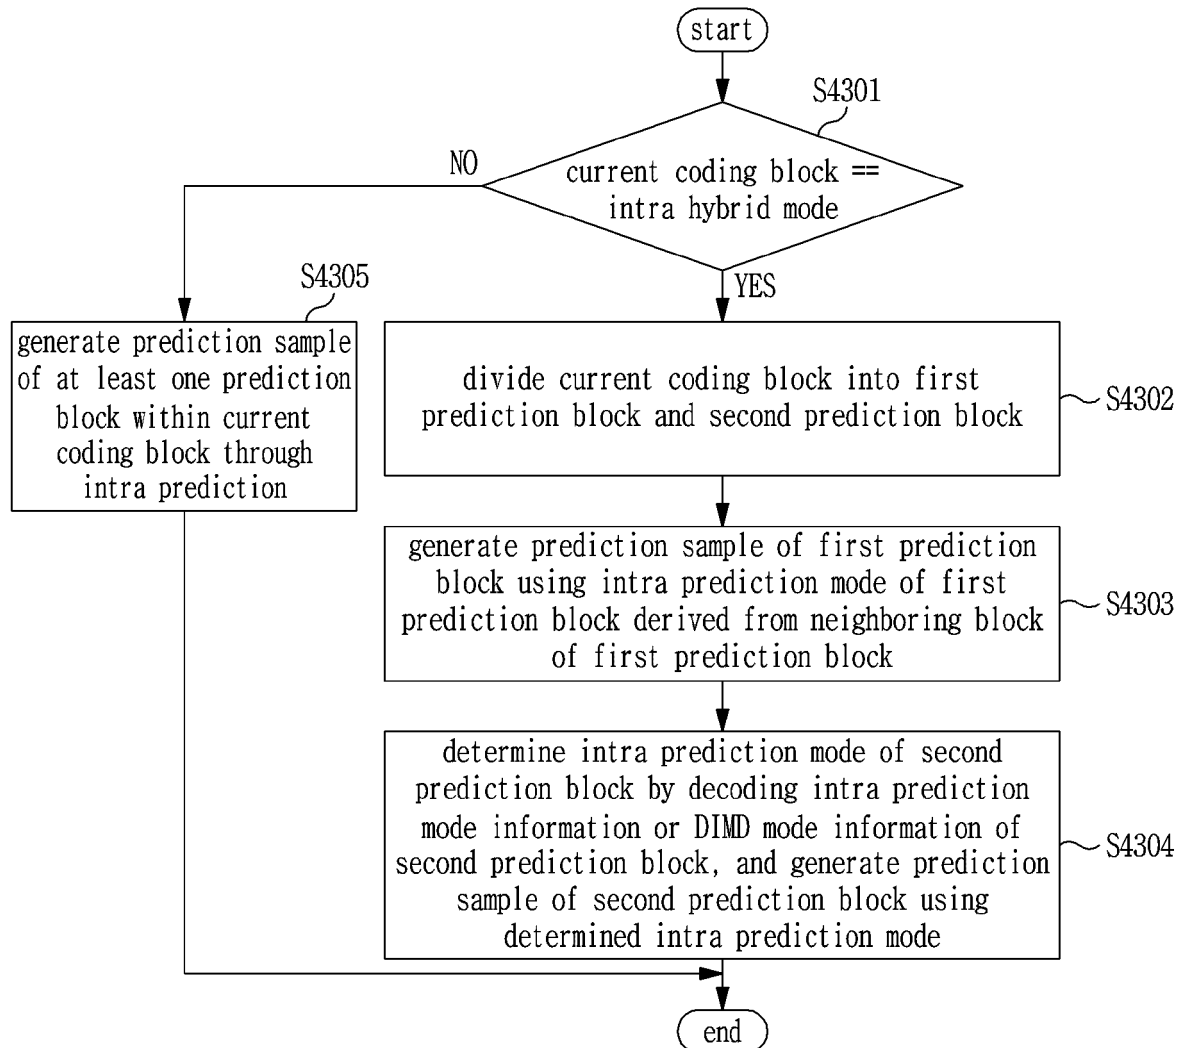 start
S4301
current coding block ==
intra hybrid mode
NO
YES
S4305
generate prediction sample
of at least one prediction
block within current
coding block through
intra prediction
divide current coding block into first
prediction block and second prediction block
S4302
generate prediction sample of first prediction
block using intra prediction mode of first
prediction block derived from neighboring block
of first prediction block
S4303
determine intra prediction mode of second
prediction block by decoding intra prediction
mode information or DIMD mode information of
second prediction block, and generate prediction
sample of second prediction block using
determined intra prediction mode
S4304
end